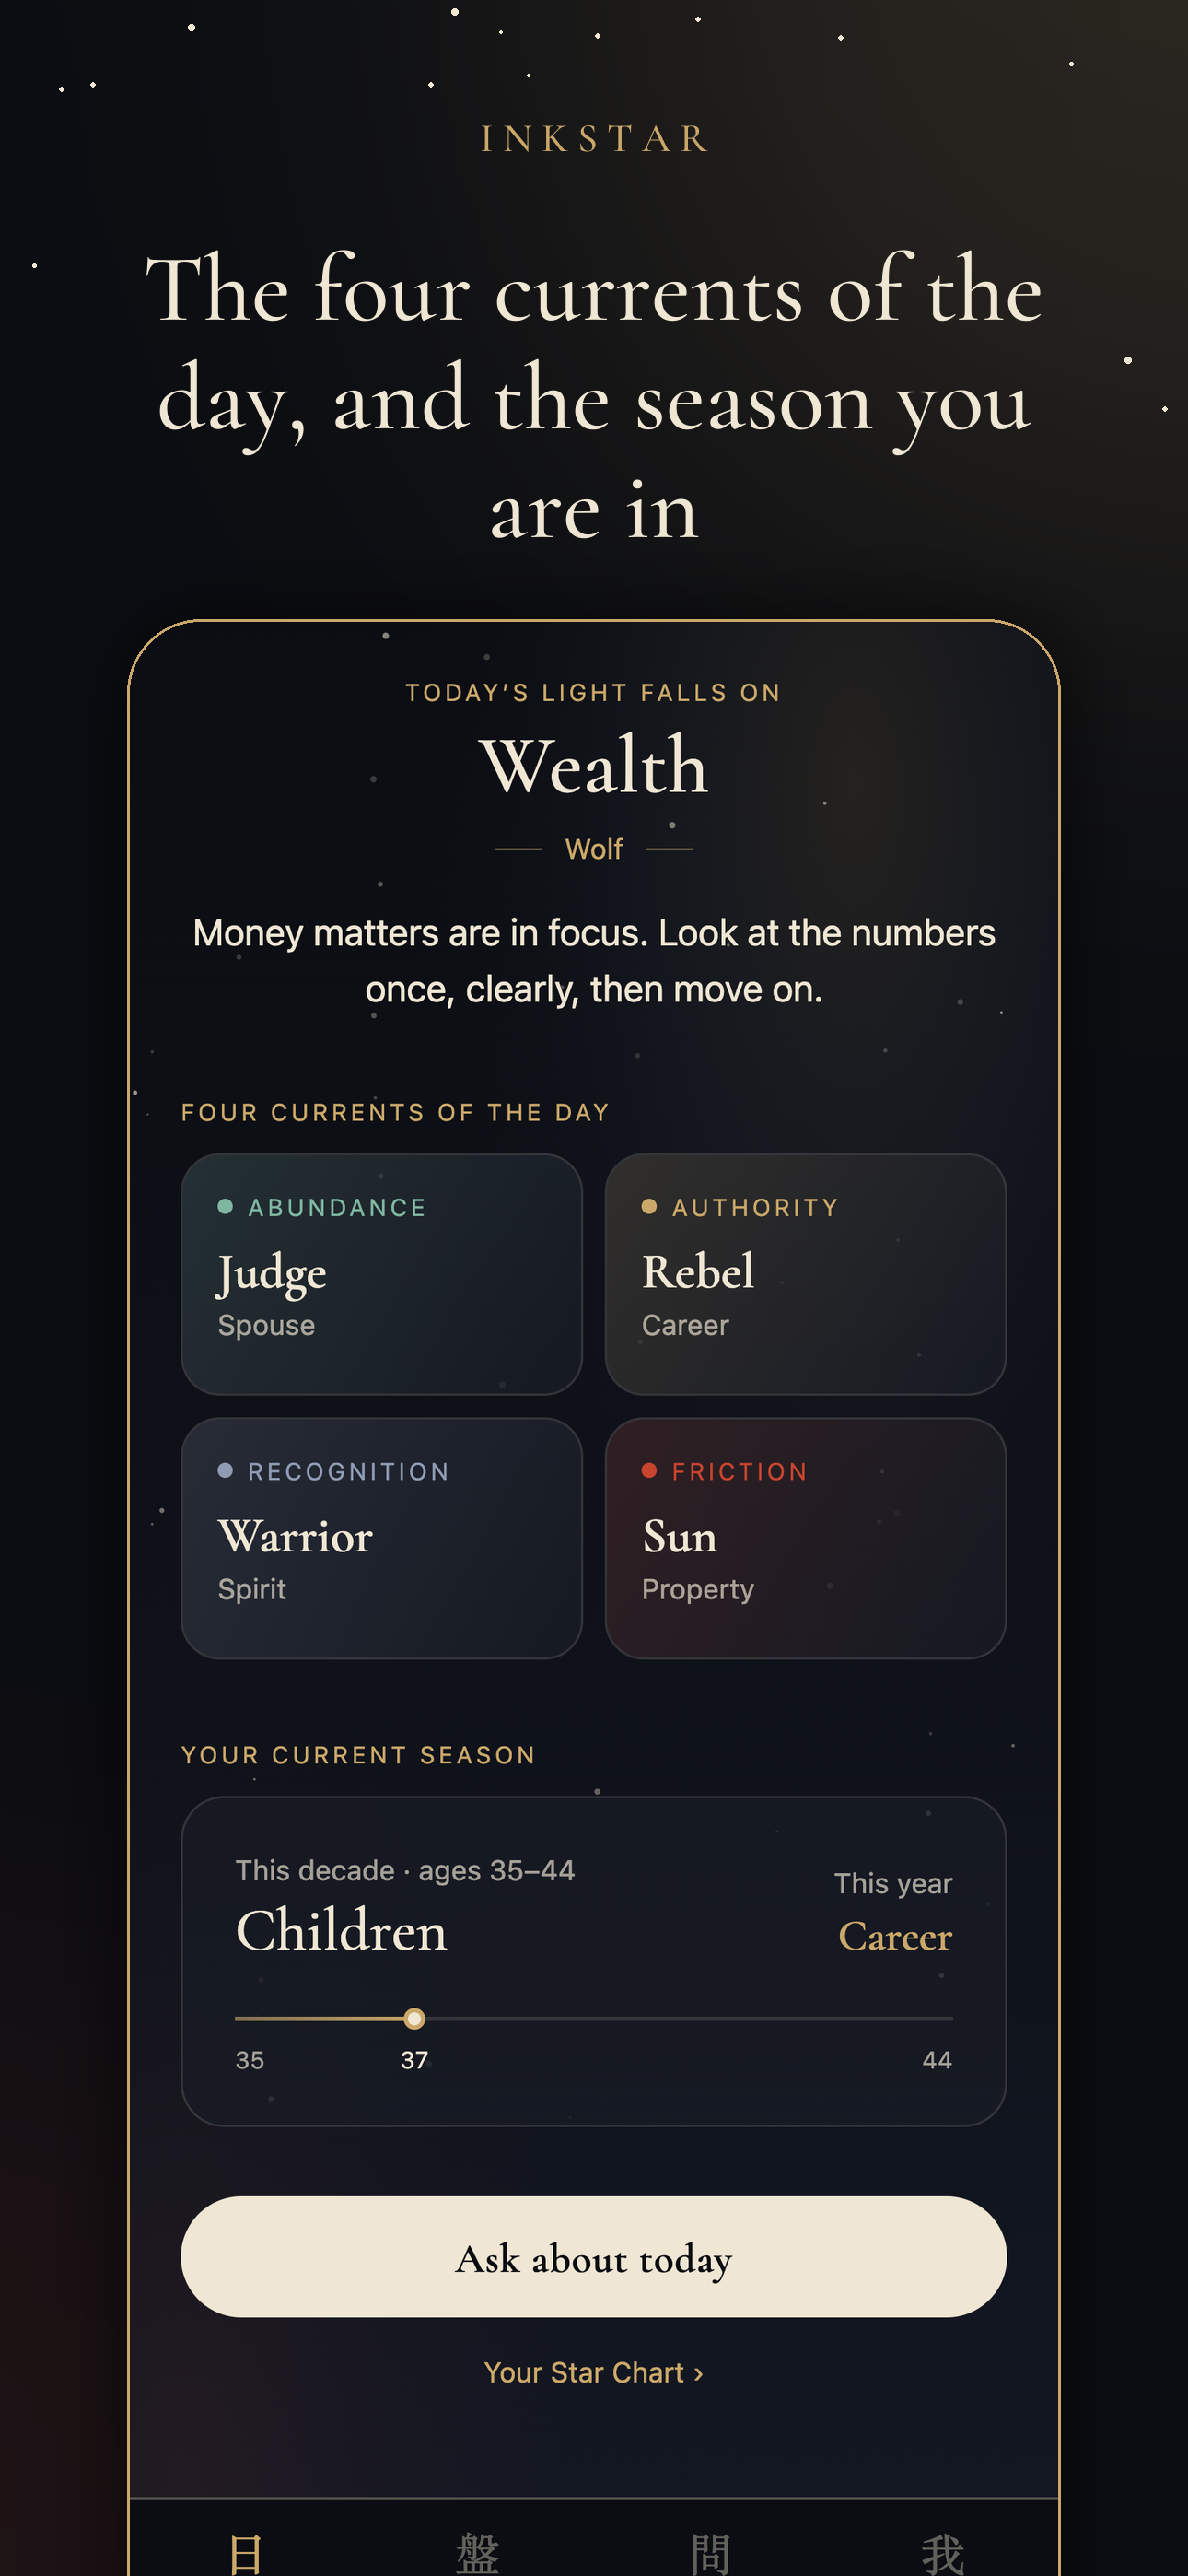 INKSTAR
The four currents of the
day, and the season you
are in
TODAY’S LIGHT FALLS ON
Wealth
Wolf
Money matters are in focus. Look at the numbers
once, clearly, then move on.
FOUR CURRENTS OF THE DAY
ABUNDANCE
Judge
Spouse
AUTHORITY
Rebel
Career
RECOGNITION
Warrior
Spirit
FRICTION
Sun
Property
YOUR CURRENT SEASON
This decade · ages 35–44
Children
This year
Career
35 37 44
Ask about today
Your Star Chart ›
日 盤 問 我